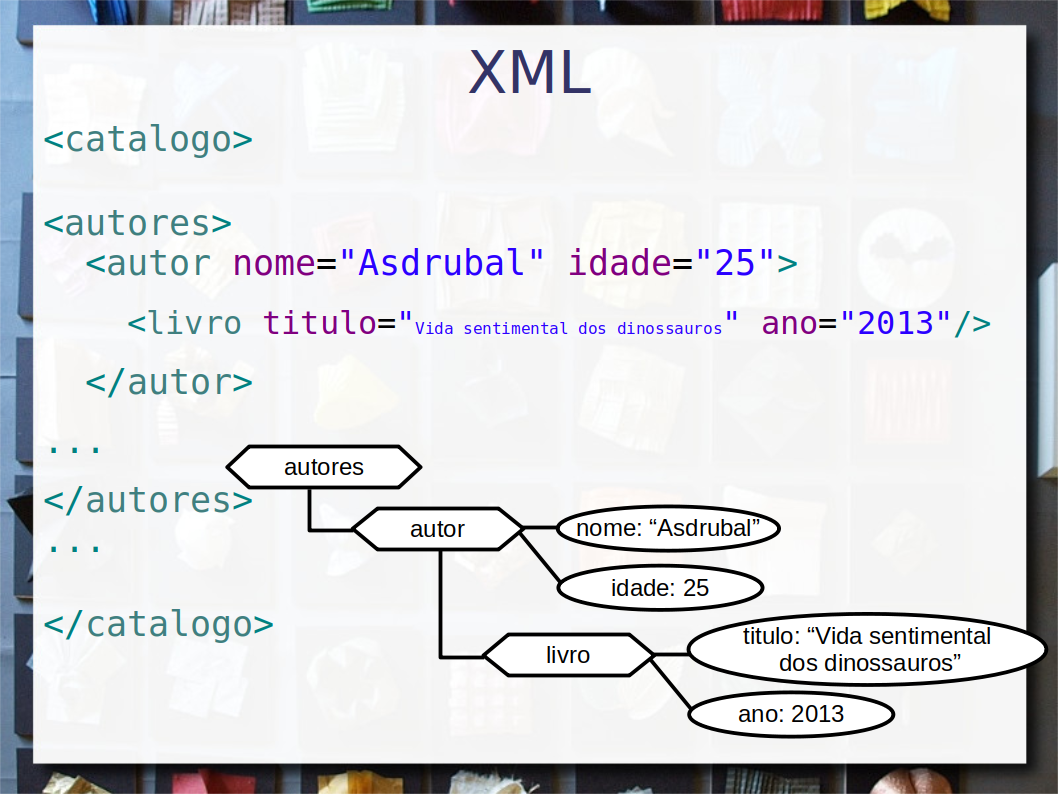 XML
<catalogo>
<autores>
<autor nome="Asdrubal" idade="25">
<livro titulo="Vida sentimental dos dinossauros" ano="2013"/>
</autor>
...
</autores>
...
</catalogo>
autores
autor
nome: “Asdrubal”
idade: 25
livro
titulo: “Vida sentimental
dos dinossauros”
ano: 2013